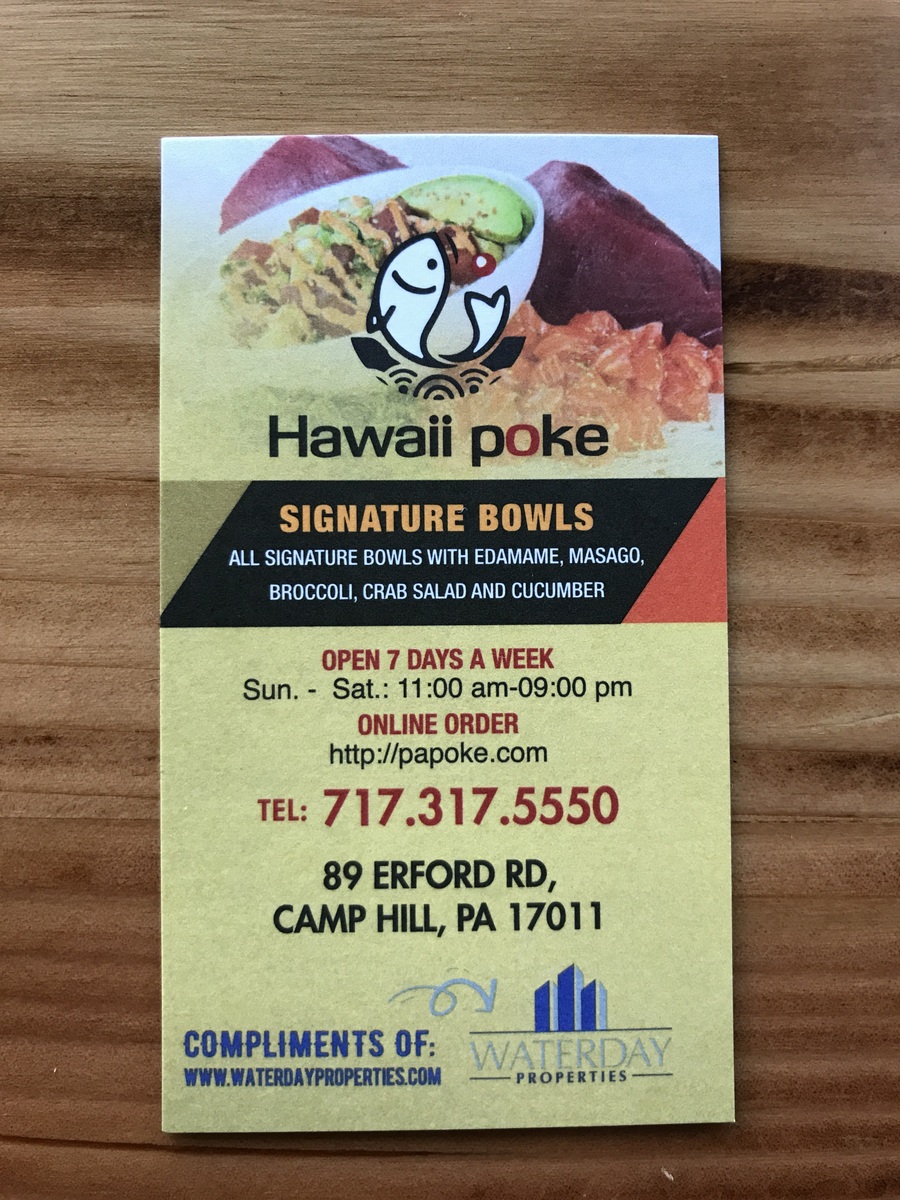 Hawaii poke
SIGNATURE BOWLS
ALL SIGNATURE BOWLS WITH EDAMAME, MASAGO,
BROCCOLI, CRAB SALAD AND CUCUMBER
OPEN 7 DAYS A WEEK
Sun. - Sat.: 11:00 am-09:00 pm
ONLINE ORDER
http://papoke.com
TEL: 717.317.5550
89 ERFORD RD,
CAMP HILL, PA 17011
COMPLIMENTS OF:
WWW.WATERDAYPROPERTIES.COM
WATERDAY
PROPERTIES